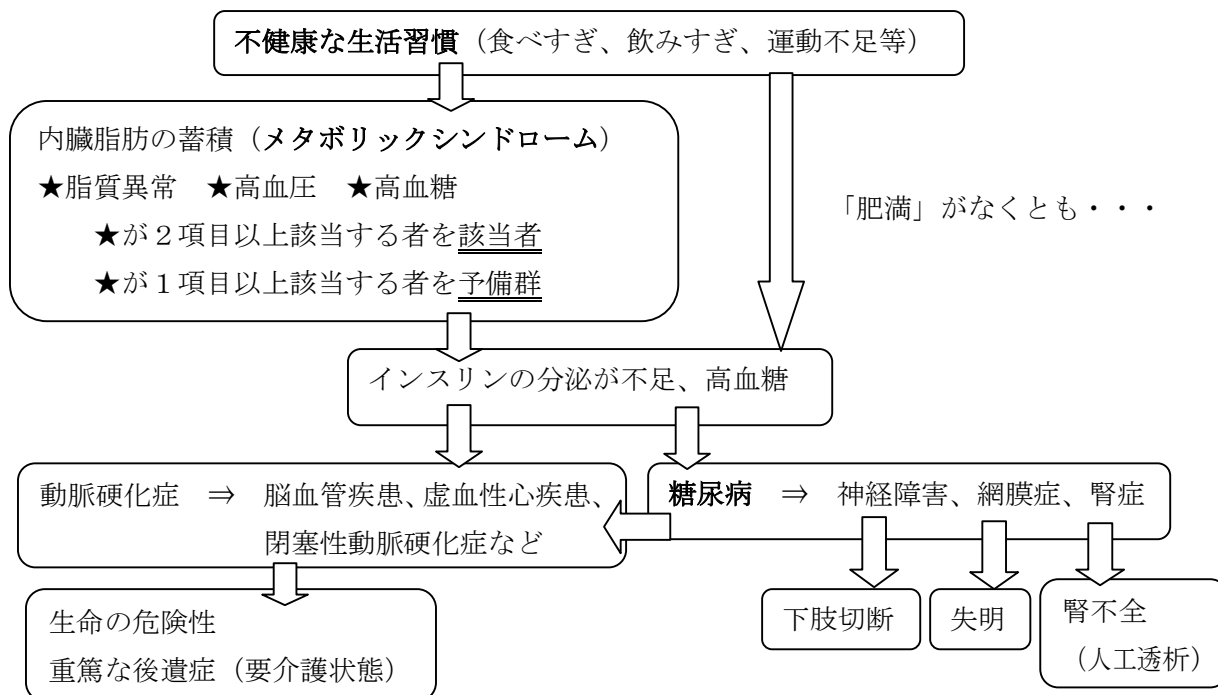 不健康な生活習慣（食べすぎ、飲みすぎ、運動不足等）
内臓脂肪の蓄積（メタボリックシンドローム）
★脂質異常　★高血圧　★高血糖
★が２項目以上該当する者を該当者
★が１項目以上該当する者を予備群
「肥満」がなくとも・・・
インスリンの分泌が不足、高血糖
動脈硬化症　⇒　脳血管疾患、虚血性心疾患、
閉塞性動脈硬化症など
糖尿病　⇒　神経障害、網膜症、腎症
生命の危険性
重篤な後遺症（要介護状態）
下肢切断
失明
腎不全
（人工透析）